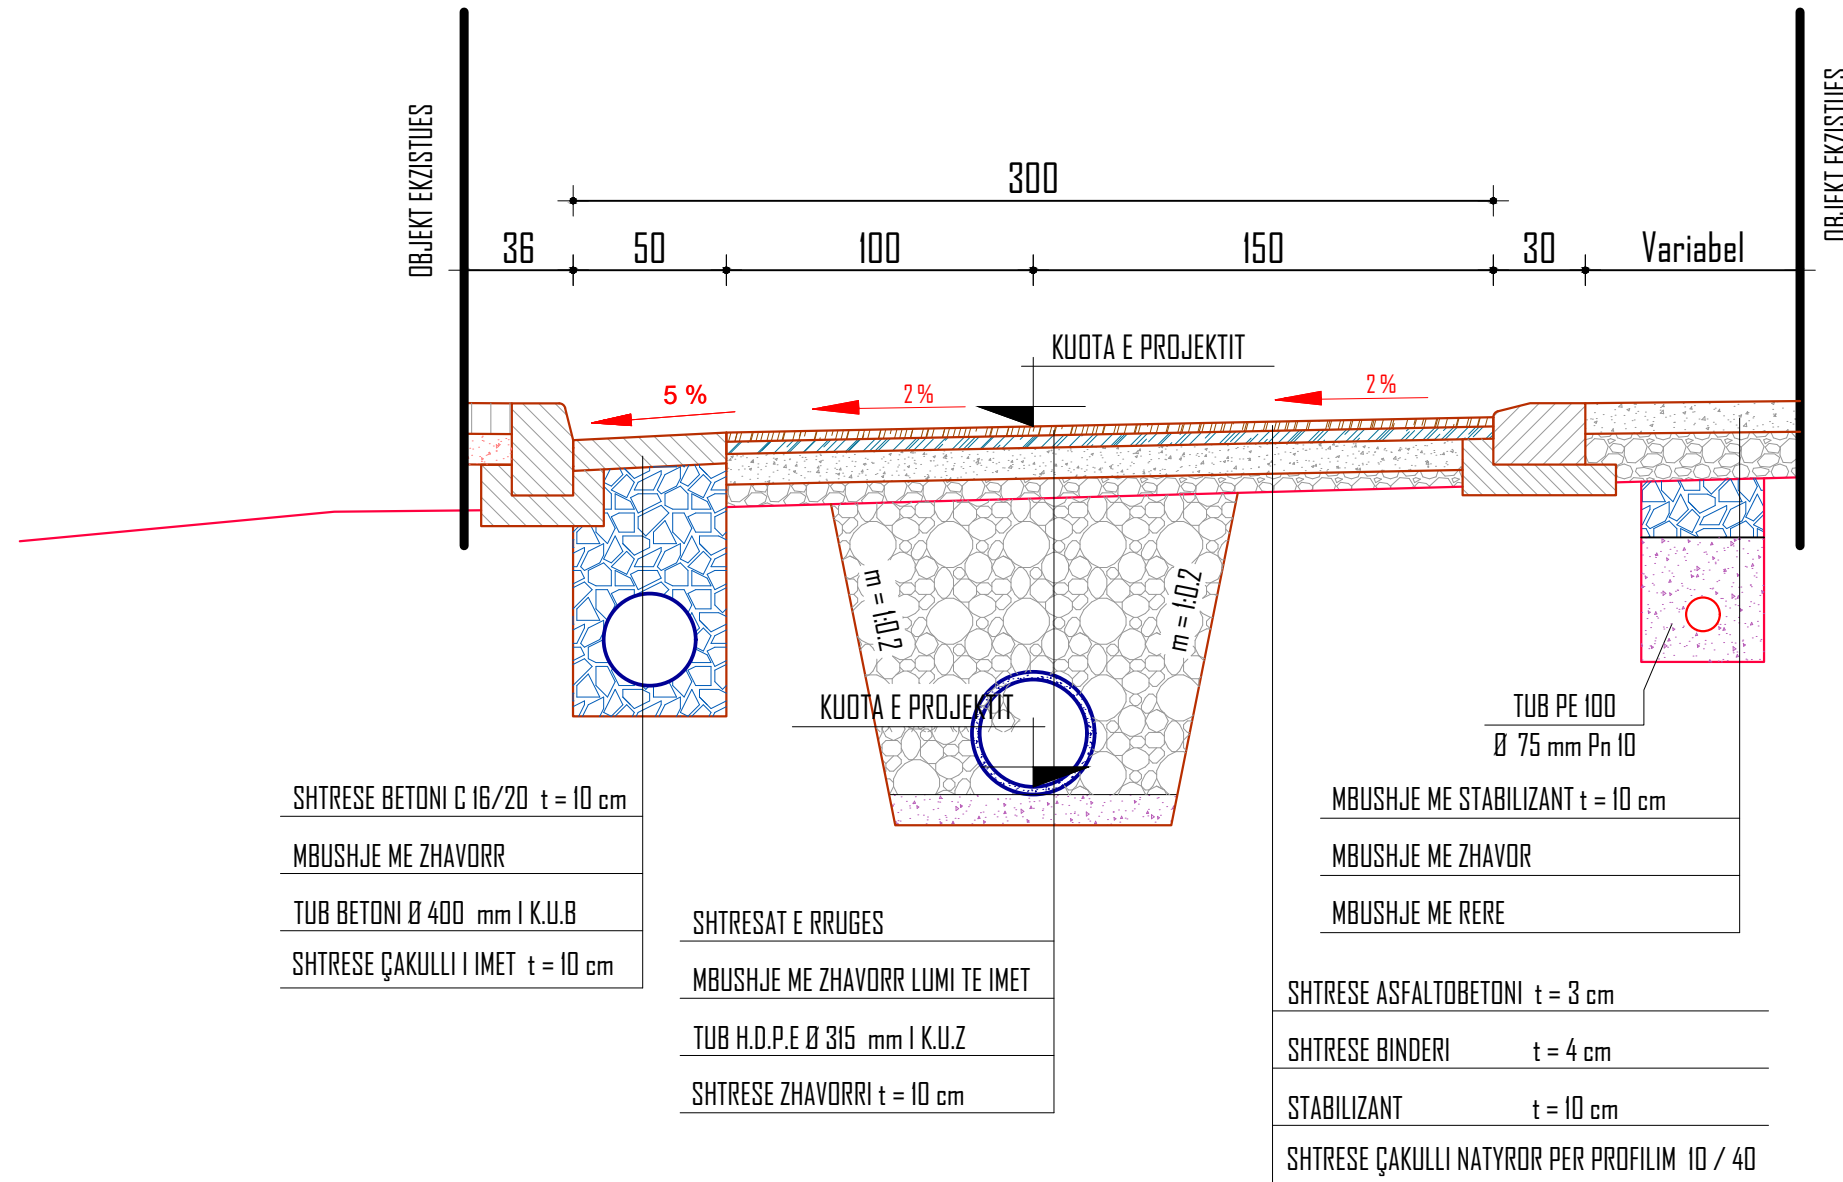 OBJEKT EKZISTUES
OBJEKT EKZISTUES
300
36
50
100
150
30
Variabel
KUOTA E PROJEKTIT
5 %
2%
2%
m = 1:0.2
m = 1:0.2
KUOTA E PROJEKTIT
TUB PE 100
Ø 75 mm Pn 10
SHTRESE BETONI C 16/20 t = 10 cm
MBUSHJE ME ZHAVORR
TUB BETONI Ø 400 mm I K.U.B
SHTRESE ÇAKULLI I IMET t = 10 cm
SHTRESAT E RRUGES
MBUSHJE ME ZHAVORR LUMI TE IMET
TUB H.D.P.E Ø 315 mm I K.U.Z
SHTRESE ZHAVORRI t = 10 cm
MBUSHJE ME STABILIZANT t = 10 cm
MBUSHJE ME ZHAVOR
MBUSHJE ME RERE
SHTRESE ASFALTOBETONI t = 3 cm
SHTRESE BINDERI t = 4 cm
STABILIZANT t = 10 cm
SHTRESE ÇAKULLI NATYROR PER PROFILIM 10 / 40